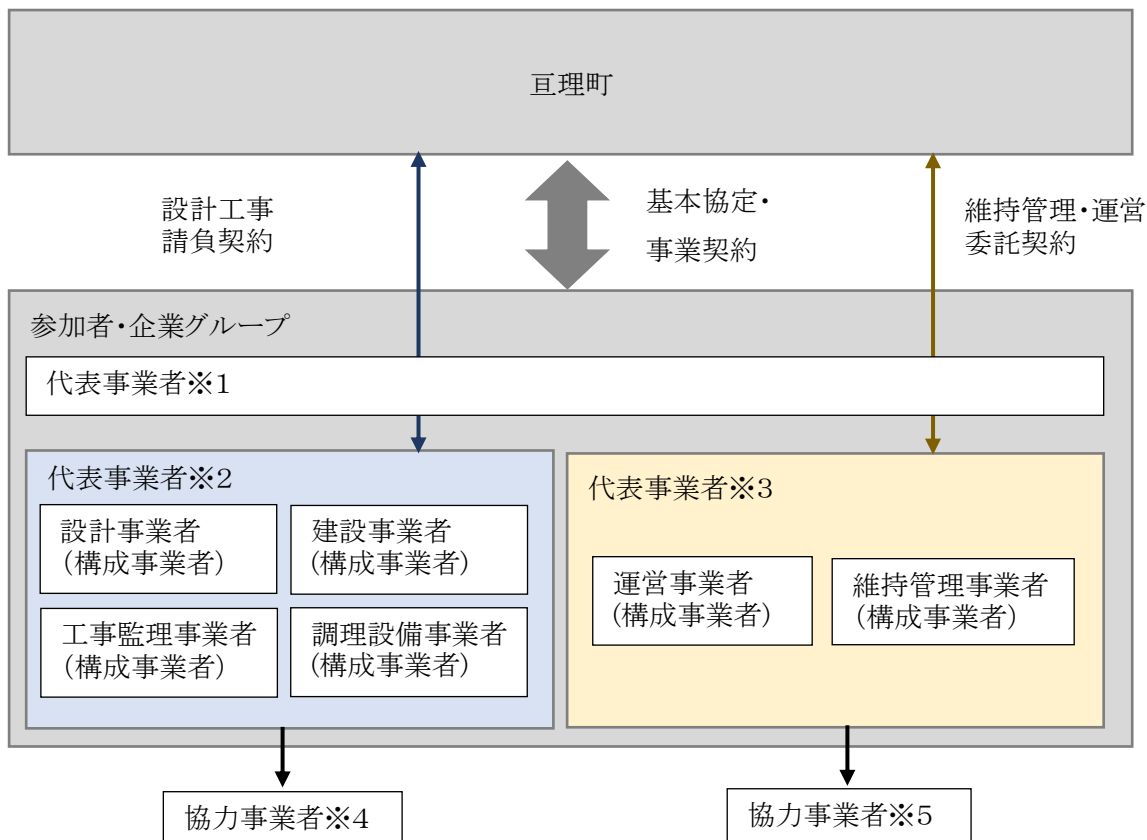 亘理町
設計工事
請負契約
基本協定・
事業契約
維持管理・運営
委託契約
参加者・企業グループ
代表事業者※1
代表事業者※2
設計事業者
(構成事業者)
建設事業者
(構成事業者)
工事監理事業者
(構成事業者)
調理設備事業者
(構成事業者)
代表事業者※3
運営事業者
(構成事業者)
維持管理事業者
(構成事業者)
協力事業者※4
協力事業者※5